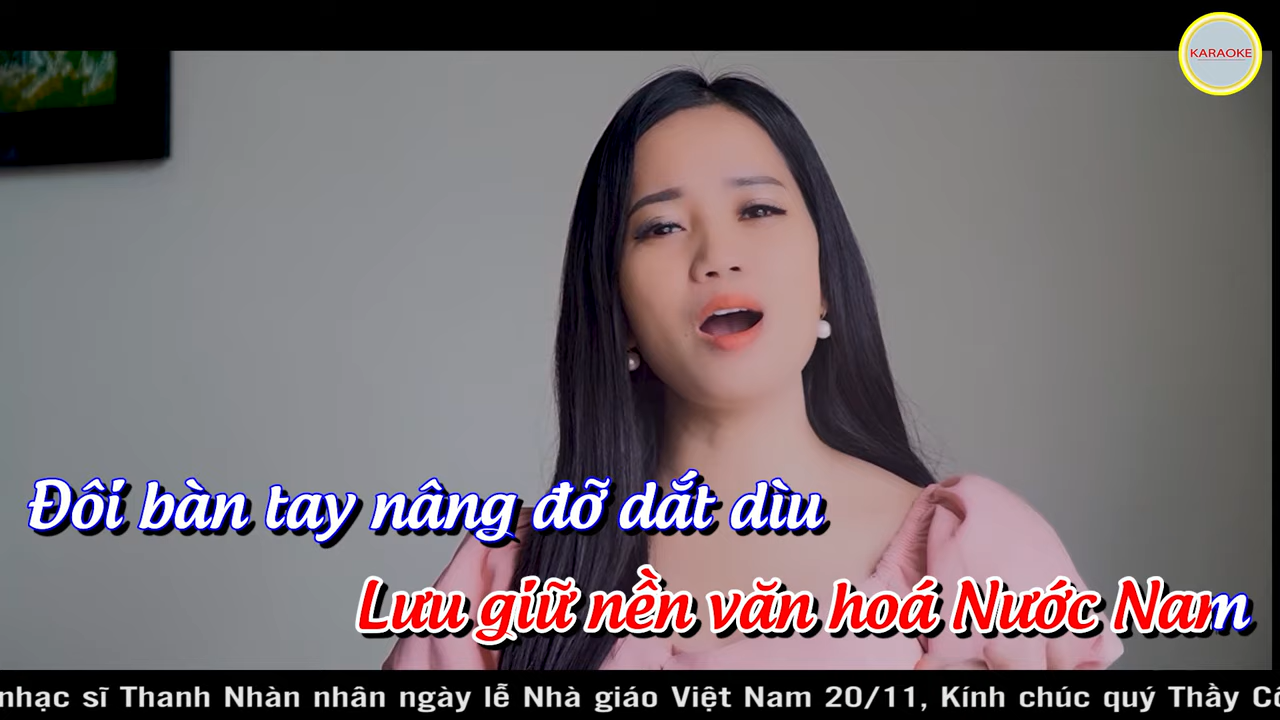 KARAOKE
Đôi bàn tay nâng đỡ dắt dìu
Lưu giữ nền văn hoá Nước Nam
nhạc sĩ Thanh Nhàn nhân ngày lễ Nhà giáo Việt Nam 20/11, Kính chúc quý Thầy